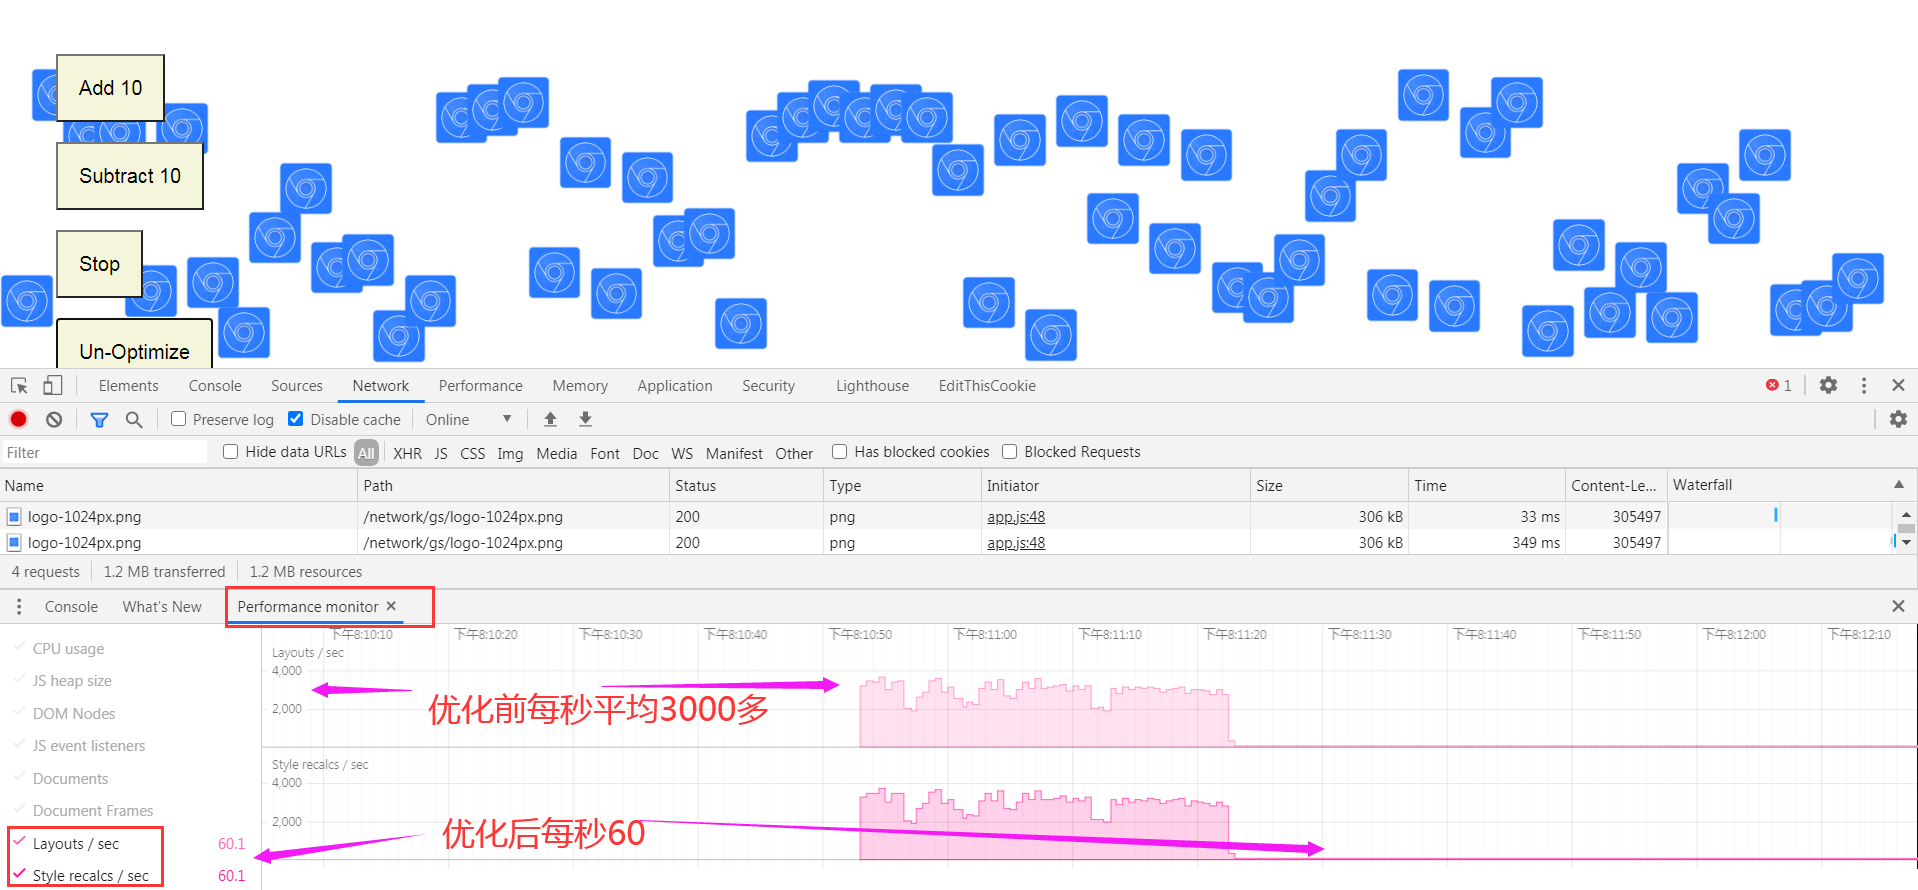 Add 10
Subtract 10
Stop
Un-Optimize
Elements Console Sources Network Performance Memory Application Security Lighthouse EditThisCookie 1
Preserve log Disable cache Online
Filter Hide data URLs All XHR JS CSS Img Media Font Doc WS Manifest Other Has blocked cookies Blocked Requests
Name Path Status Type Initiator Size Time Content-Le... Waterfall
logo-1024px.png /network/gs/logo-1024px.png 200 png app.js:48 306 kB 33 ms 305497
logo-1024px.png /network/gs/logo-1024px.png 200 png app.js:48 306 kB 349 ms 305497
4 requests 1.2 MB transferred 1.2 MB resources
Console What's New Performance monitor
下午8:10:10 下午8:10:20 下午8:10:30 下午8:10:40 下午8:10:50 下午8:11:00 下午8:11:10 下午8:11:20 下午8:11:30 下午8:11:40 下午8:11:50 下午8:12:00 下午8:12:10
CPU usage
JS heap size
DOM Nodes
JS event listeners
Documents
Document Frames
Layouts / sec 60.1
Style recalcs / sec 60.1
Layouts / sec
4,000
2,000
优化前每秒平均3000多
Style recalcs / sec
4,000
2,000
优化后每秒60